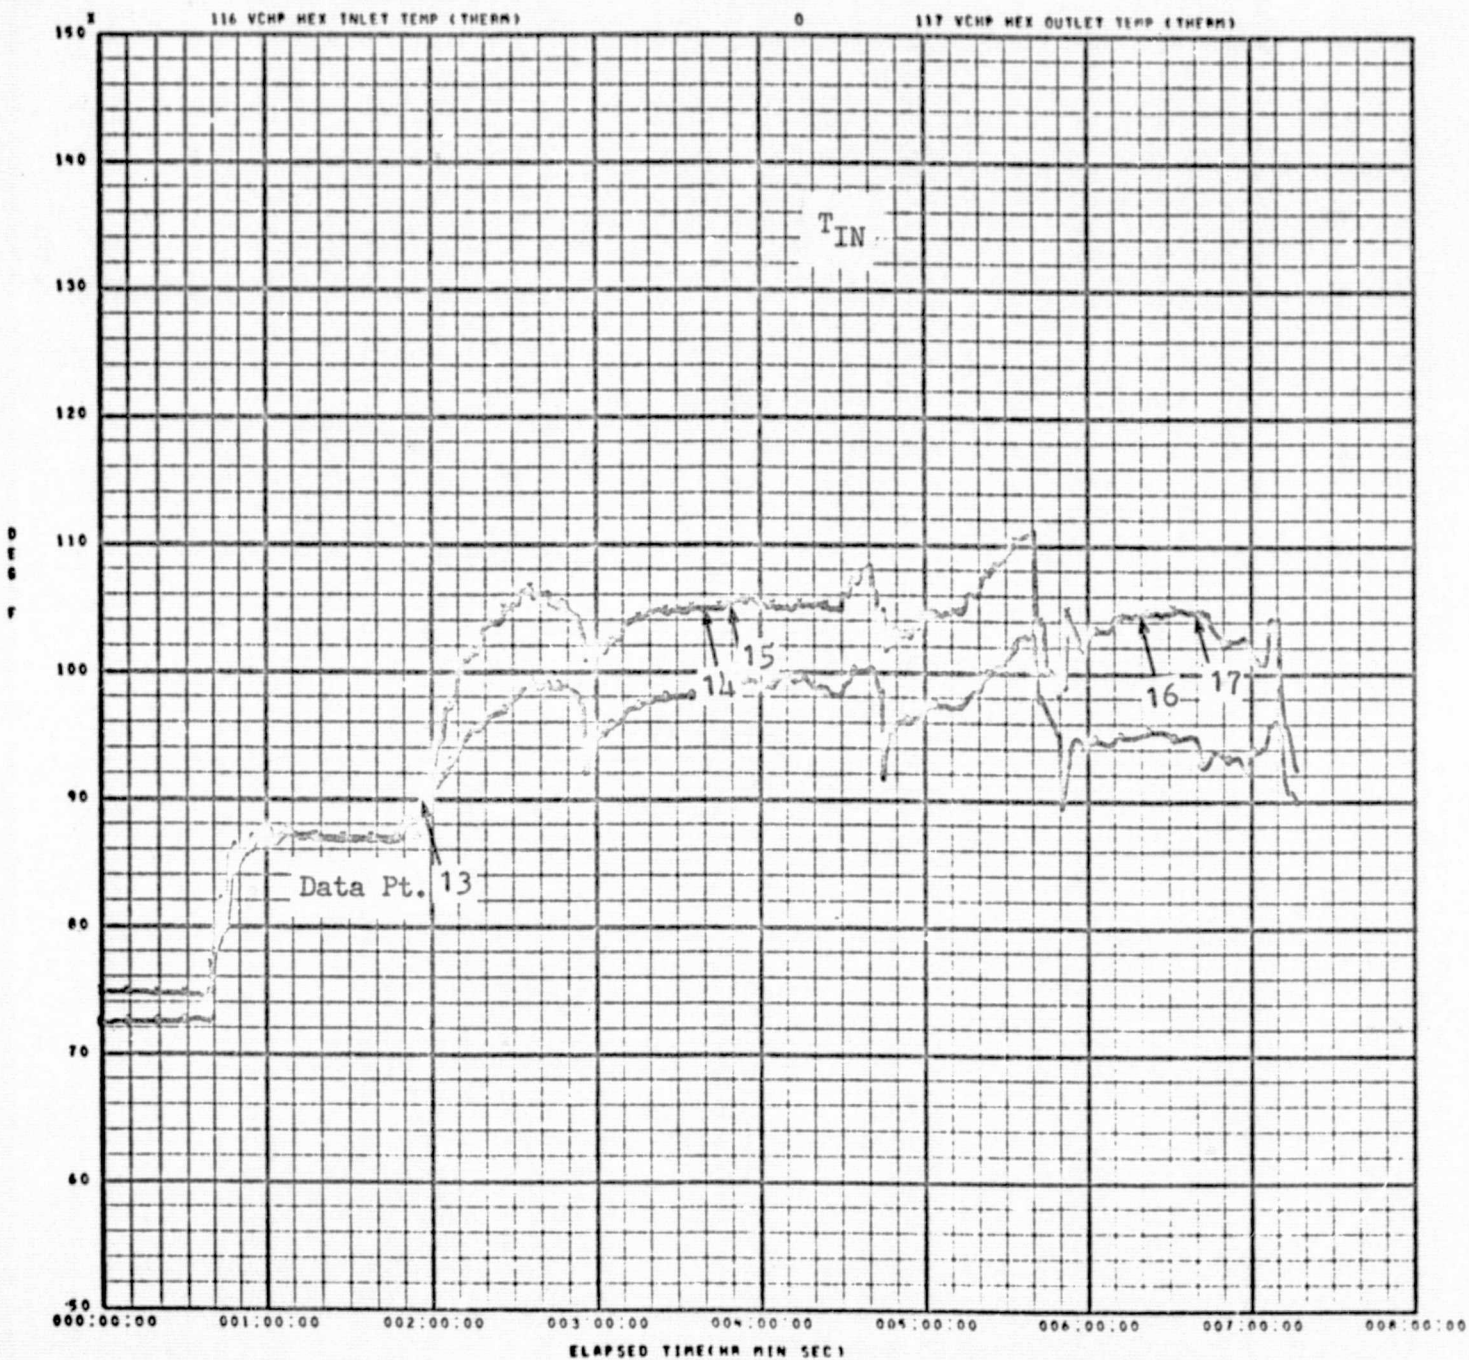 X 116 VCHP HEX INLET TEMP (THERM) O 117 VCHP HEX OUTLET TEMP (THERM)
150
140
T IN
130
120
110
DEG F
100
15
14
16
17
90
Data Pt. 13
80
70
60
50
000:00:00 001:00:00 002:00:00 003:00:00 004:00:00 005:00:00 006:00:00 007:00:00 008:00:00
ELAPSED TIME(HR MIN SEC)